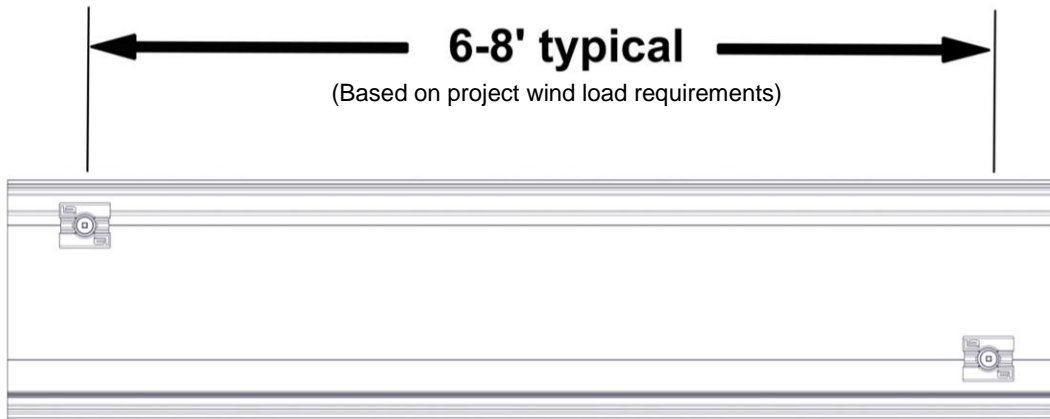 6-8' typical
(Based on project wind load requirements)